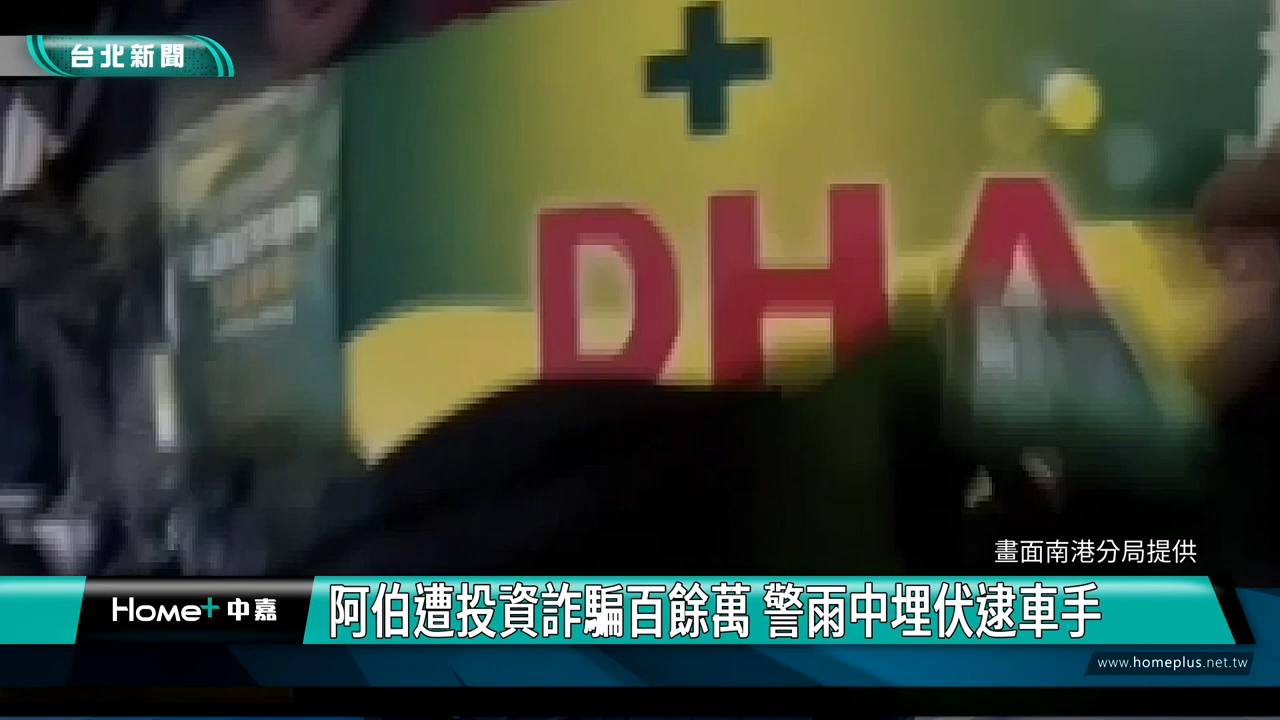 台北新聞
DHA
畫面南港分局提供
Home+中嘉
阿伯遭投資詐騙百餘萬 警雨中埋伏逮車手
www.homeplus.net.tw